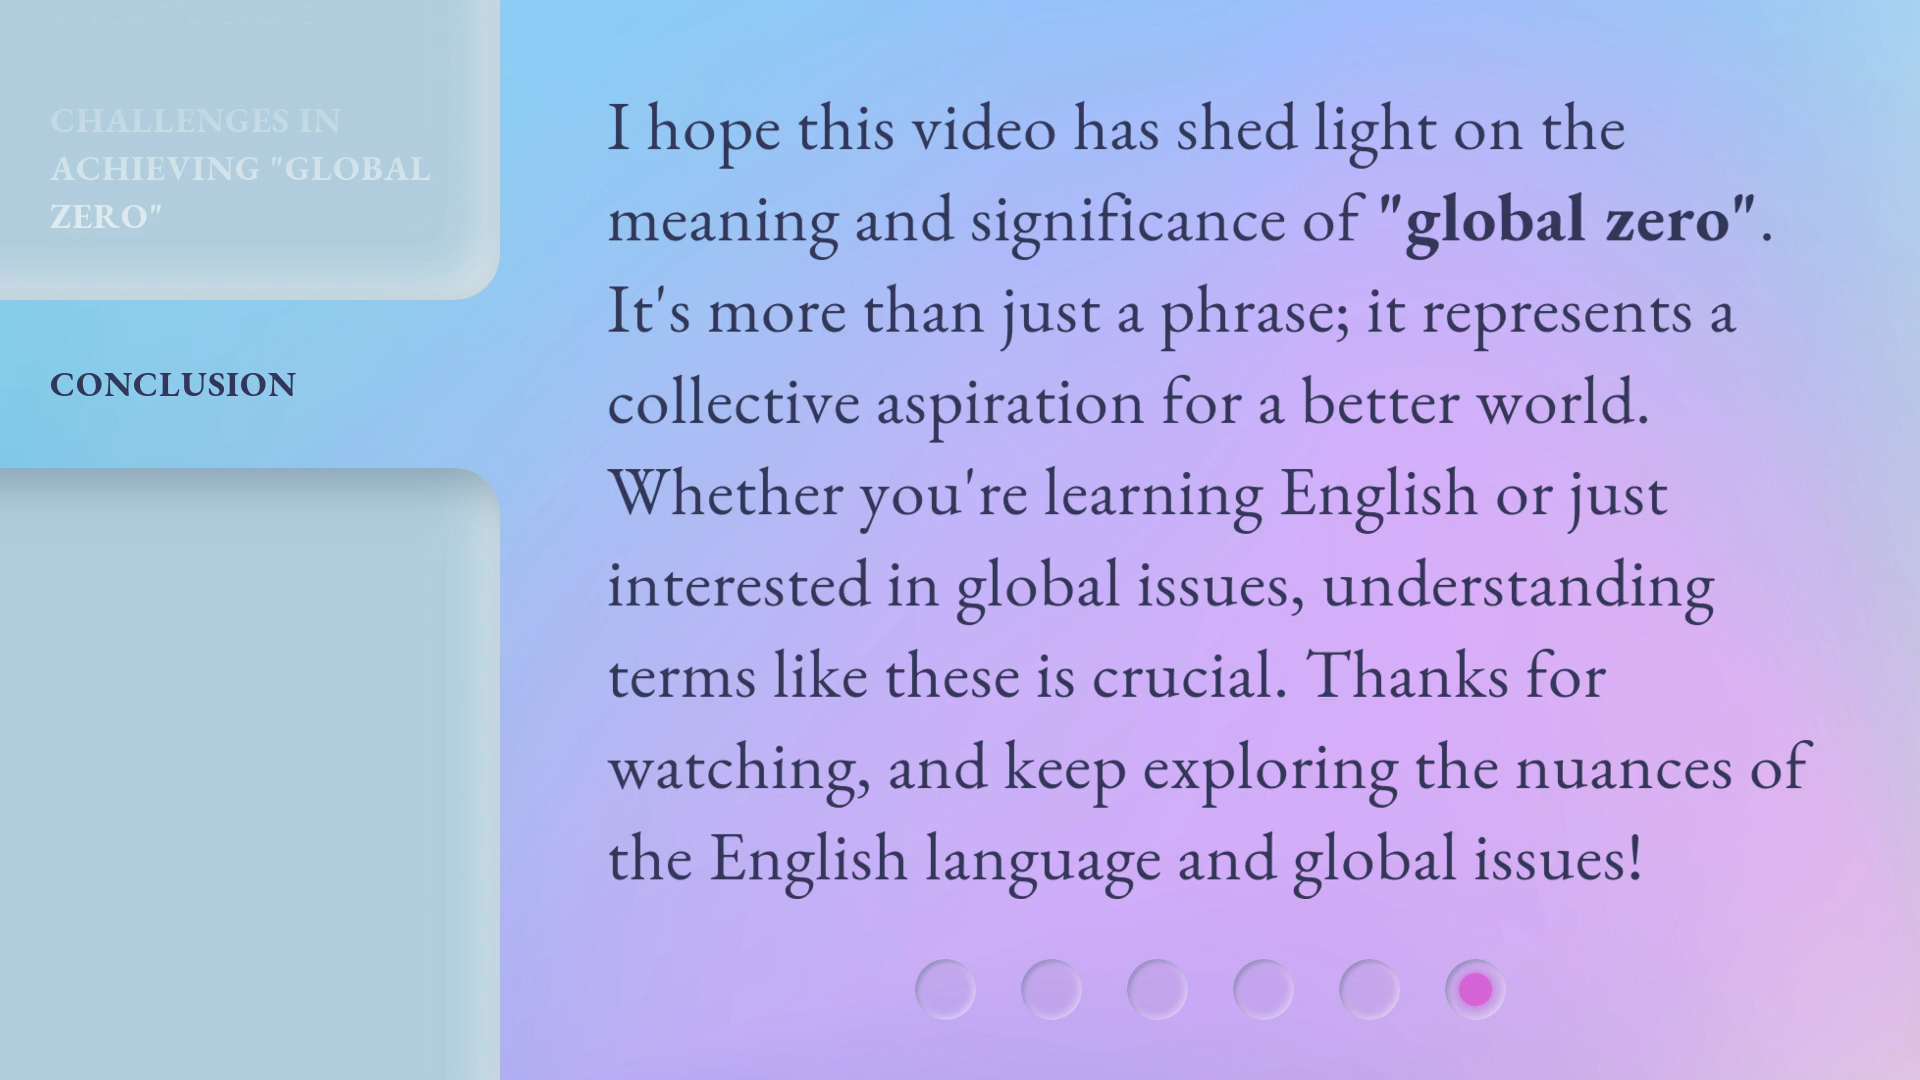 CHALLENGES IN
ACHIEVING "GLOBAL
ZERO"
CONCLUSION
I hope this video has shed light on the
meaning and significance of "global zero".
It's more than just a phrase; it represents a
collective aspiration for a better world.
Whether you're learning English or just
interested in global issues, understanding
terms like these is crucial. Thanks for
watching, and keep exploring the nuances of
the English language and global issues!